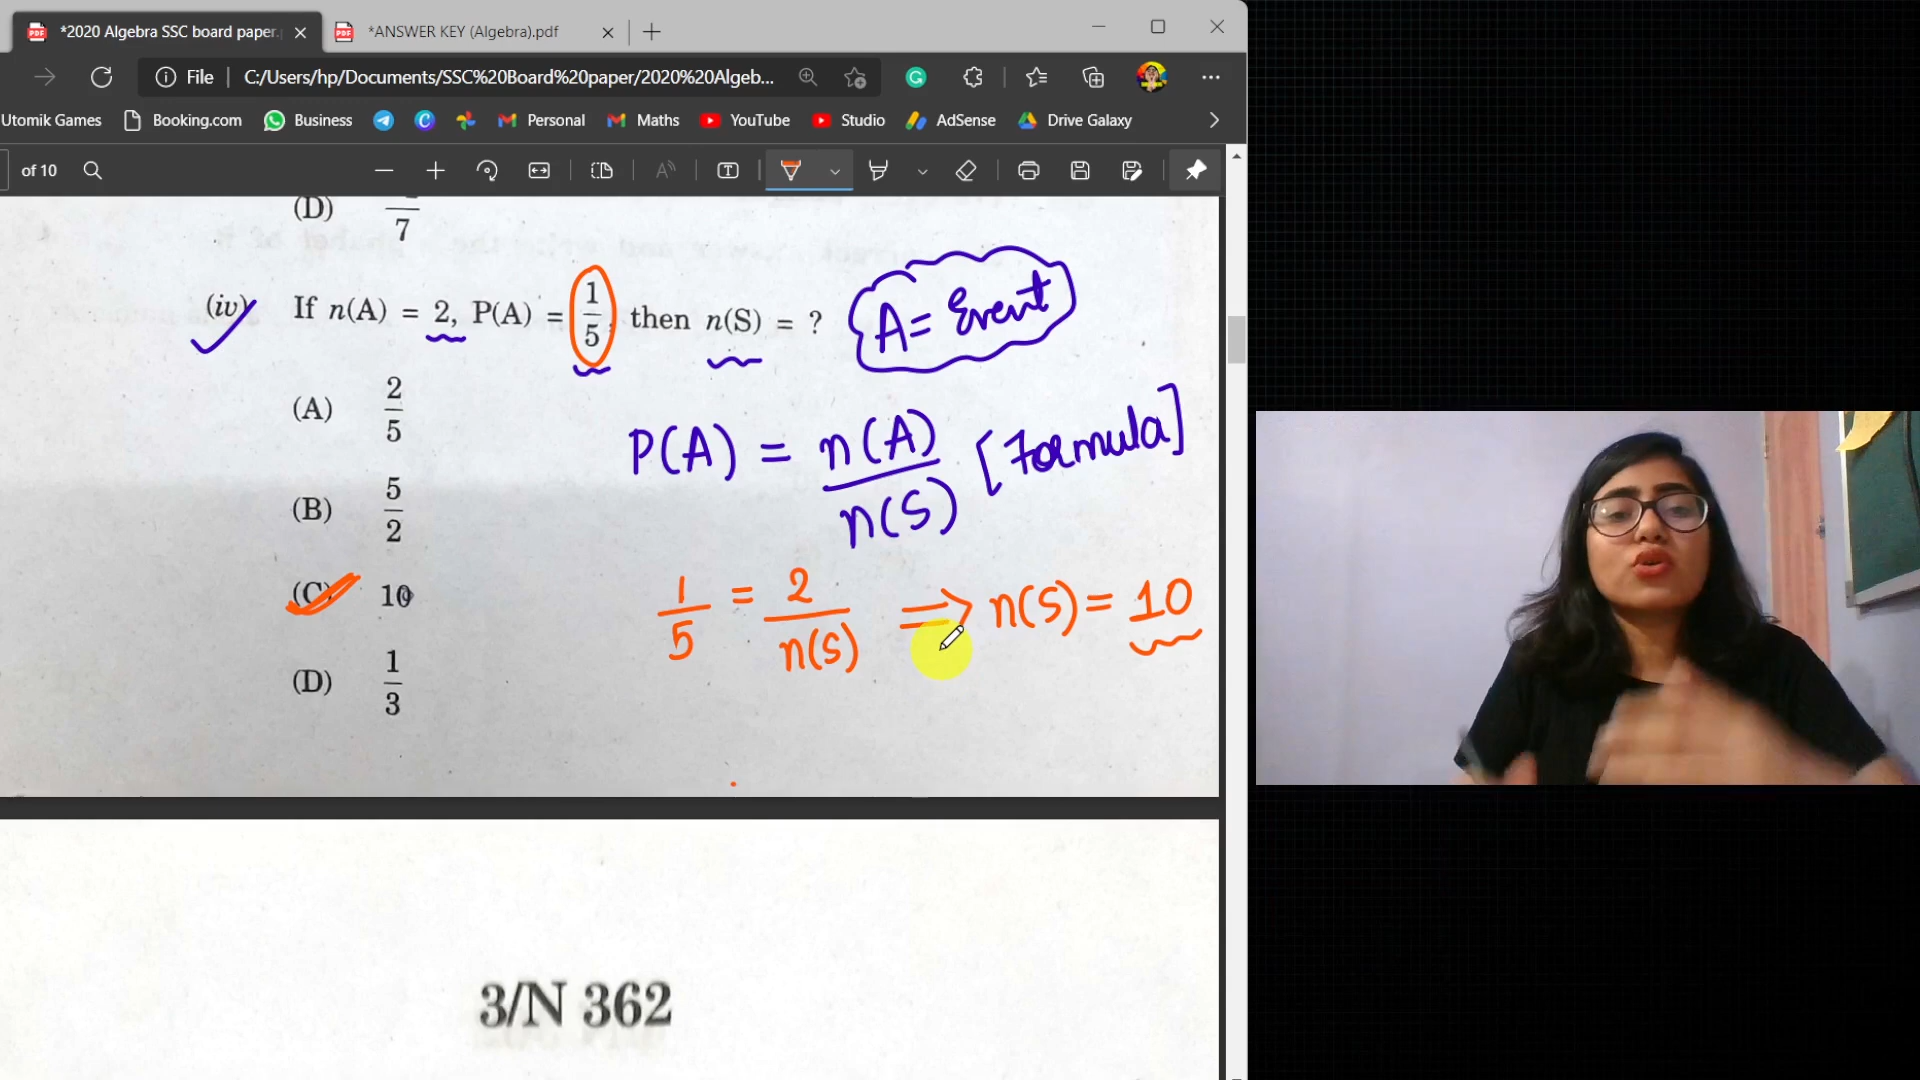 *2020 Algebra SSC board paper.
*ANSWER KEY (Algebra).pdf
File
C:/Users/hp/Documents/SSC%20Board%20paper/2020%20Algeb...
Utomik Games
Booking.com
Business
Personal
Maths
YouTube
Studio
AdSense
Drive Galaxy
of 10
(D) 7
(iv) If n(A) = 2, P(A) = 1/5, then n(S) = ?
A = Event
(A) 2/5
P(A) = n(A)/n(S) [Formula]
(B) 5/2
(C) 10
1/5 = 2/n(S) ⇒ n(S) = 10
(D) 1/3
3/N 362